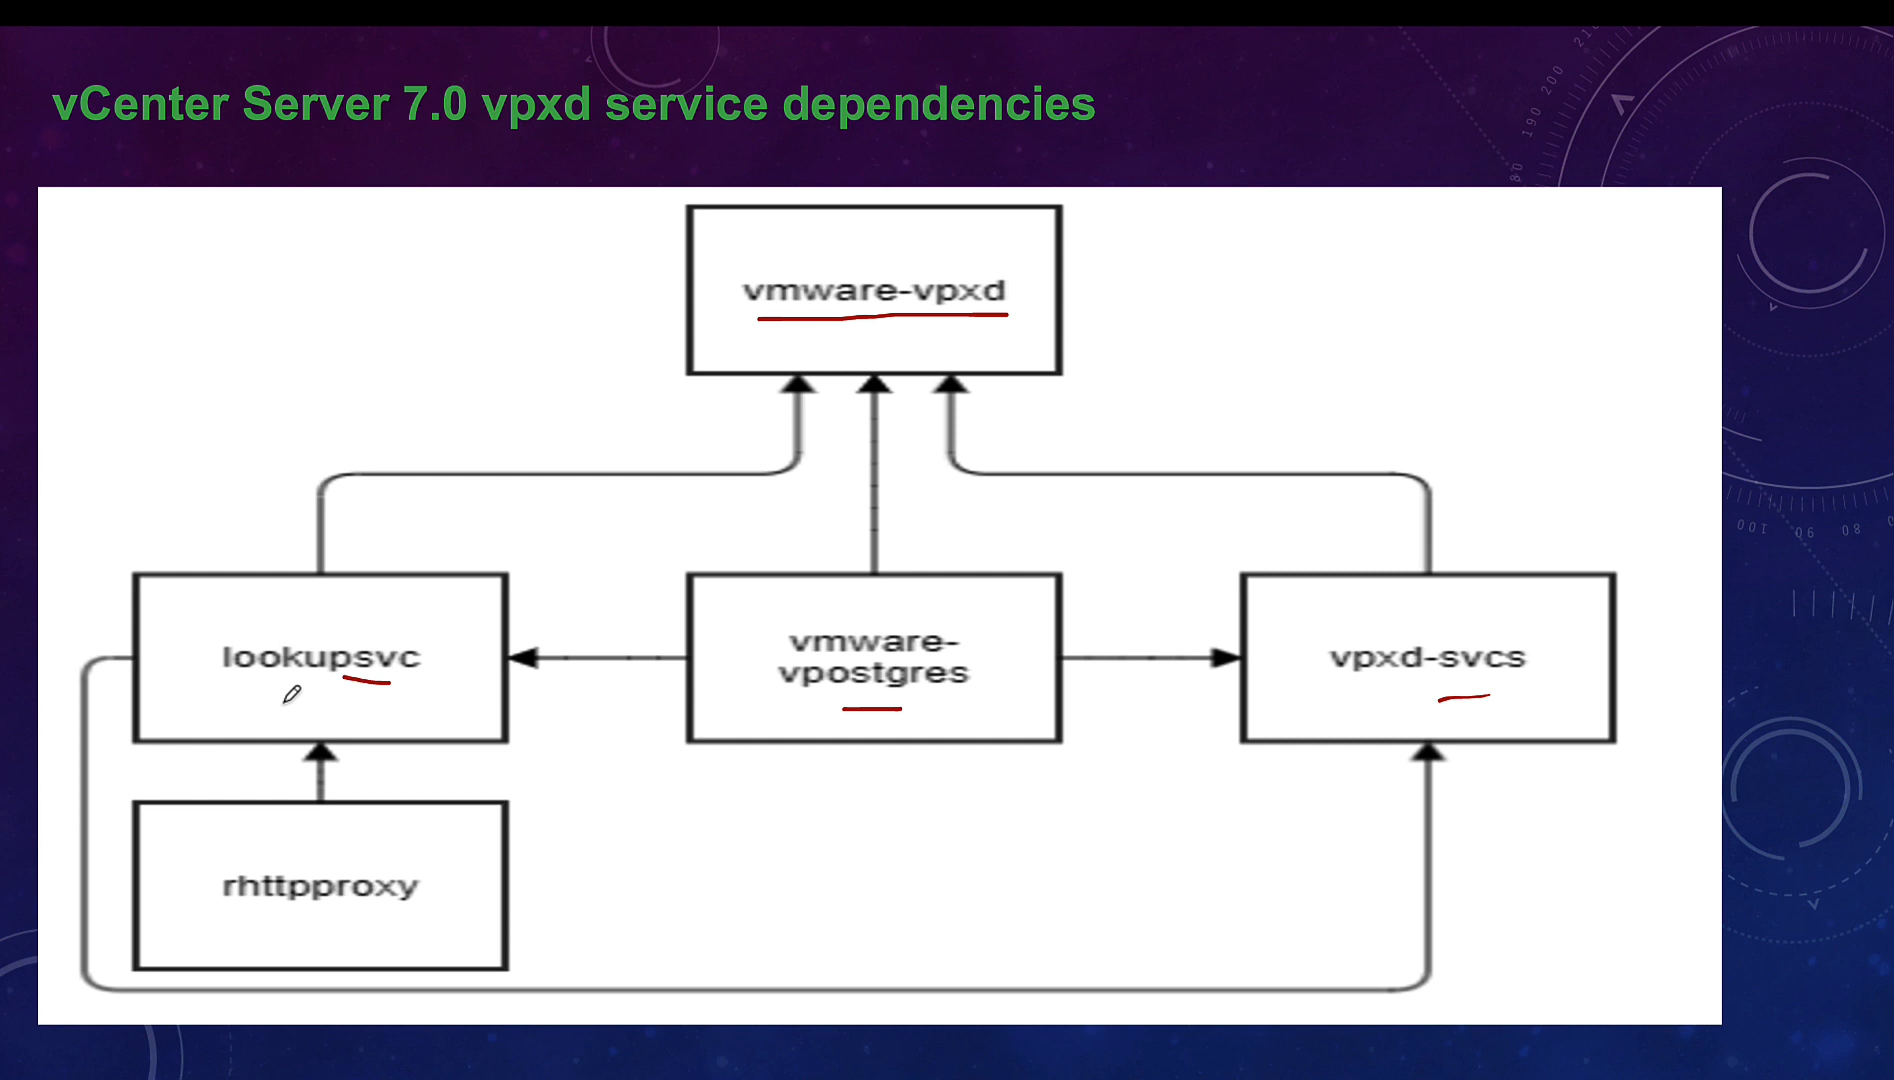 vCenter Server 7.0 vpxd service dependencies
vmware-vpxd
lookupsvc
vmware-
vpostgres
vpxd-svcs
rhttpproxy